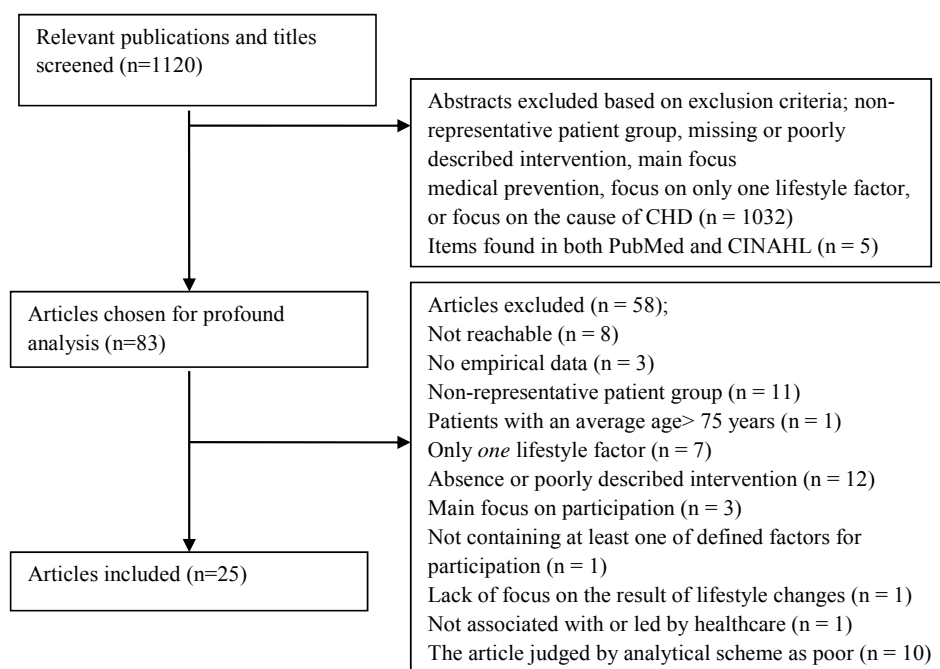 Relevant publications and titles
screened (n=1120)
Abstracts excluded based on exclusion criteria; non-
representative patient group, missing or poorly
described intervention, main focus
medical prevention, focus on only one lifestyle factor,
or focus on the cause of CHD (n = 1032)
Items found in both PubMed and CINAHL (n = 5)
Articles chosen for profound
analysis (n=83)
Articles excluded (n = 58);
Not reachable (n = 8)
No empirical data (n = 3)
Non-representative patient group (n = 11)
Patients with an average age> 75 years (n = 1)
Only one lifestyle factor (n = 7)
Absence or poorly described intervention (n = 12)
Main focus on participation (n = 3)
Not containing at least one of defined factors for
participation (n = 1)
Lack of focus on the result of lifestyle changes (n = 1)
Not associated with or led by healthcare (n = 1)
The article judged by analytical scheme as poor (n = 10)
Articles included (n=25)